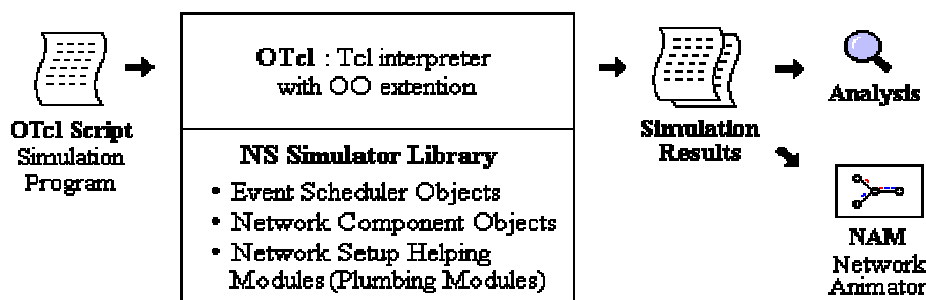 OTcl Script
Simulation
Program
OTcl : Tcl interpreter
with OO extention
NS Simulator Library
• Event Scheduler Objects
• Network Component Objects
• Network Setup Helping
Modules (Plumbing Modules)
Simulation
Results
Analysis
NAM
Network
Animator